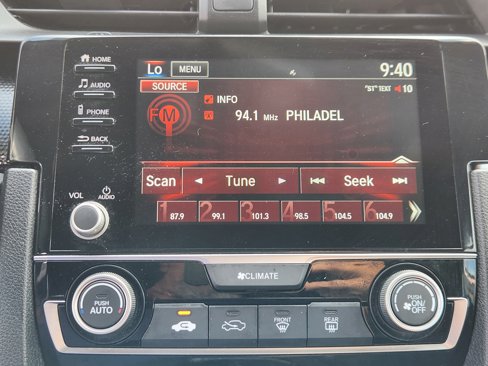 HOME
Lo MENU 9:40
AUDIO
SOURCE "ST" TEXT 10
INFO
PHONE
FM
94.1 MHz PHILADEL
BACK
Scan Tune Seek
VOL AUDIO
1 87.9 2 99.1 3 101.3 4 98.5 5 104.5 6 104.9
CLIMATE
PUSH AUTO
PUSH ON/OFF
FRONT REAR